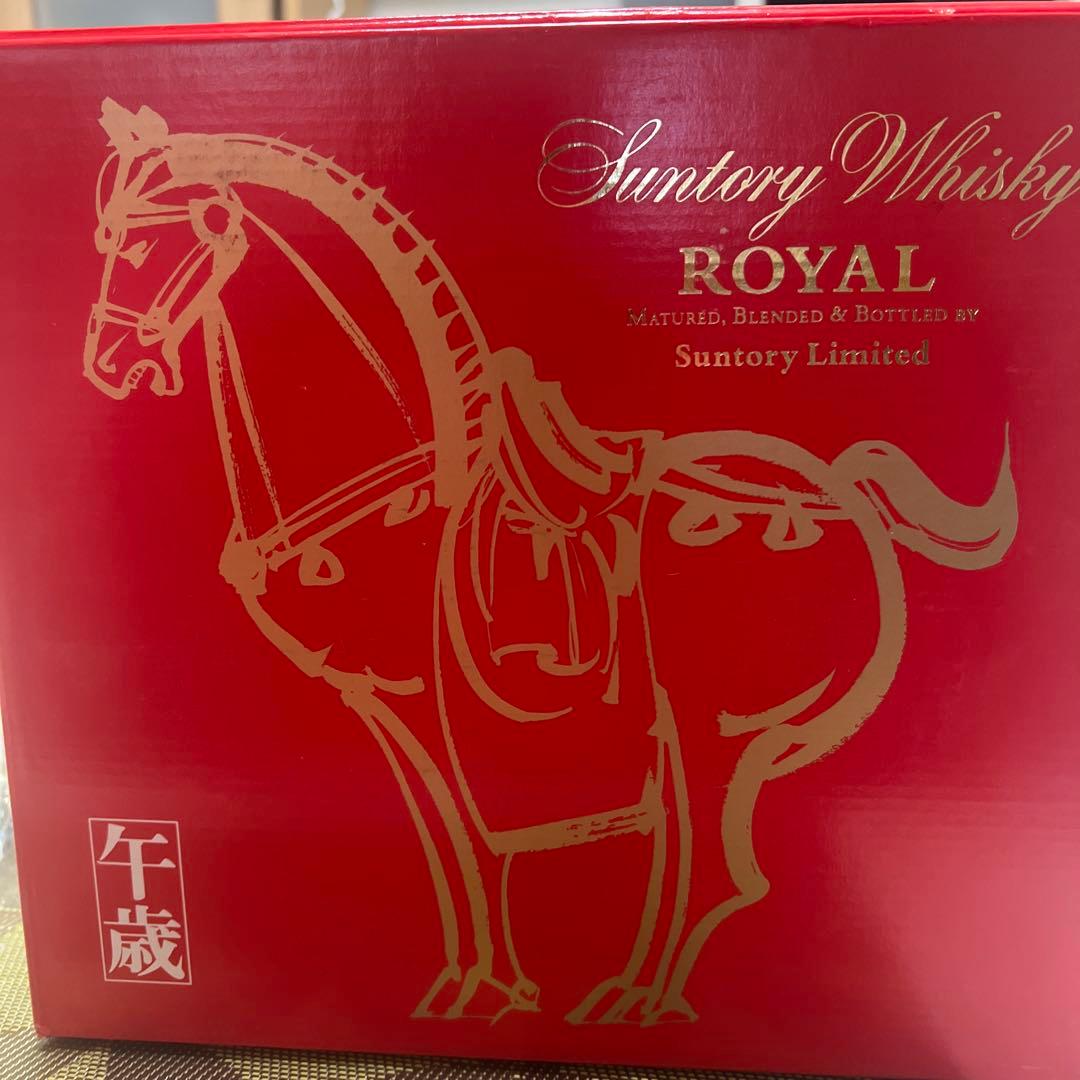 Suntory Whisky
ROYAL
MATURED, BLENDED & BOTTLED BY
Suntory Limited
午歳